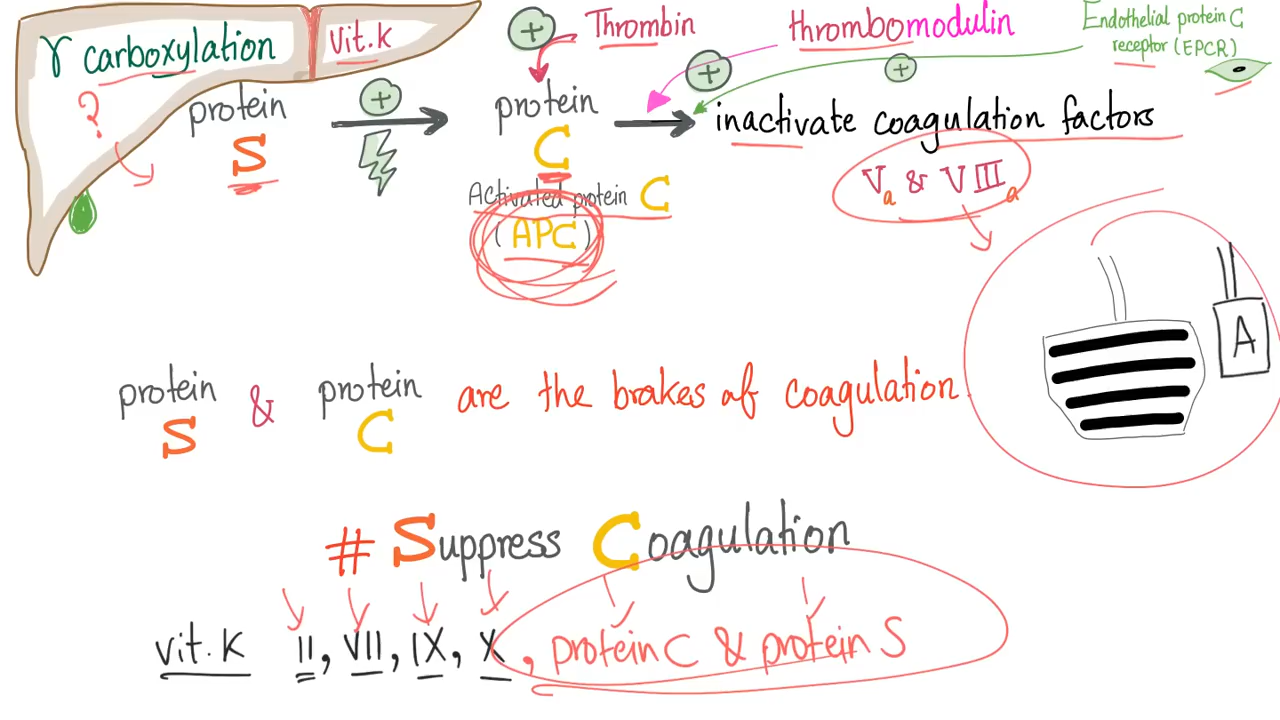 γ carboxylation Vit.K
?
Thrombin
thrombomodulin
Endothelial protein C
receptor (EPCR)
protein
S
protein
C
inactivate coagulation factors
Va & VIIIa
Activated protein C
(APC)
A
protein
S
&
protein
C
are the brakes of coagulation.
# Suppress Coagulation
vit.K II, VII, IX, X, protein C & protein S